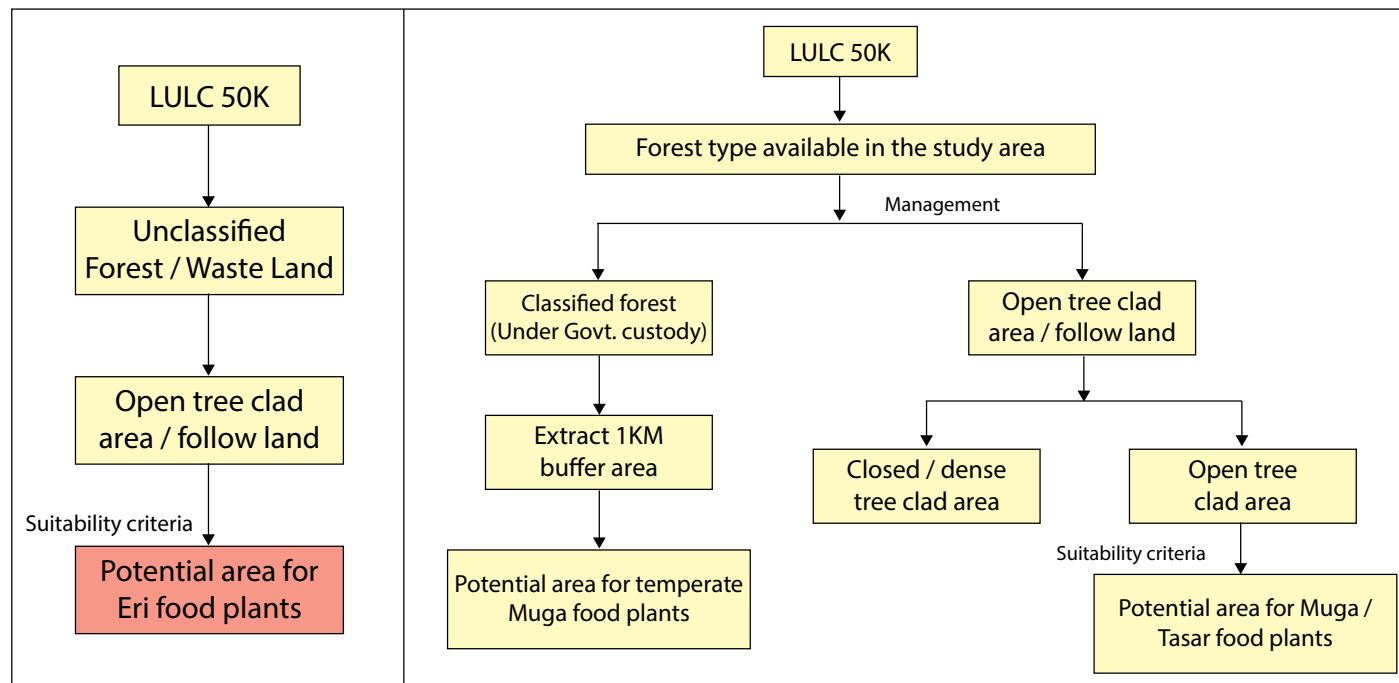 LULC 50K
Unclassified
Forest / Waste Land
Open tree clad
area / follow land
Suitability criteria
Potential area for
Eri food plants
LULC 50K
Forest type available in the study area
Management
Classified forest
(Under Govt. custody)
Open tree clad
area / follow land
Extract 1KM
buffer area
Closed / dense
tree clad area
Open tree
clad area
Suitability criteria
Potential area for temperate
Muga food plants
Potential area for Muga /
Tasar food plants